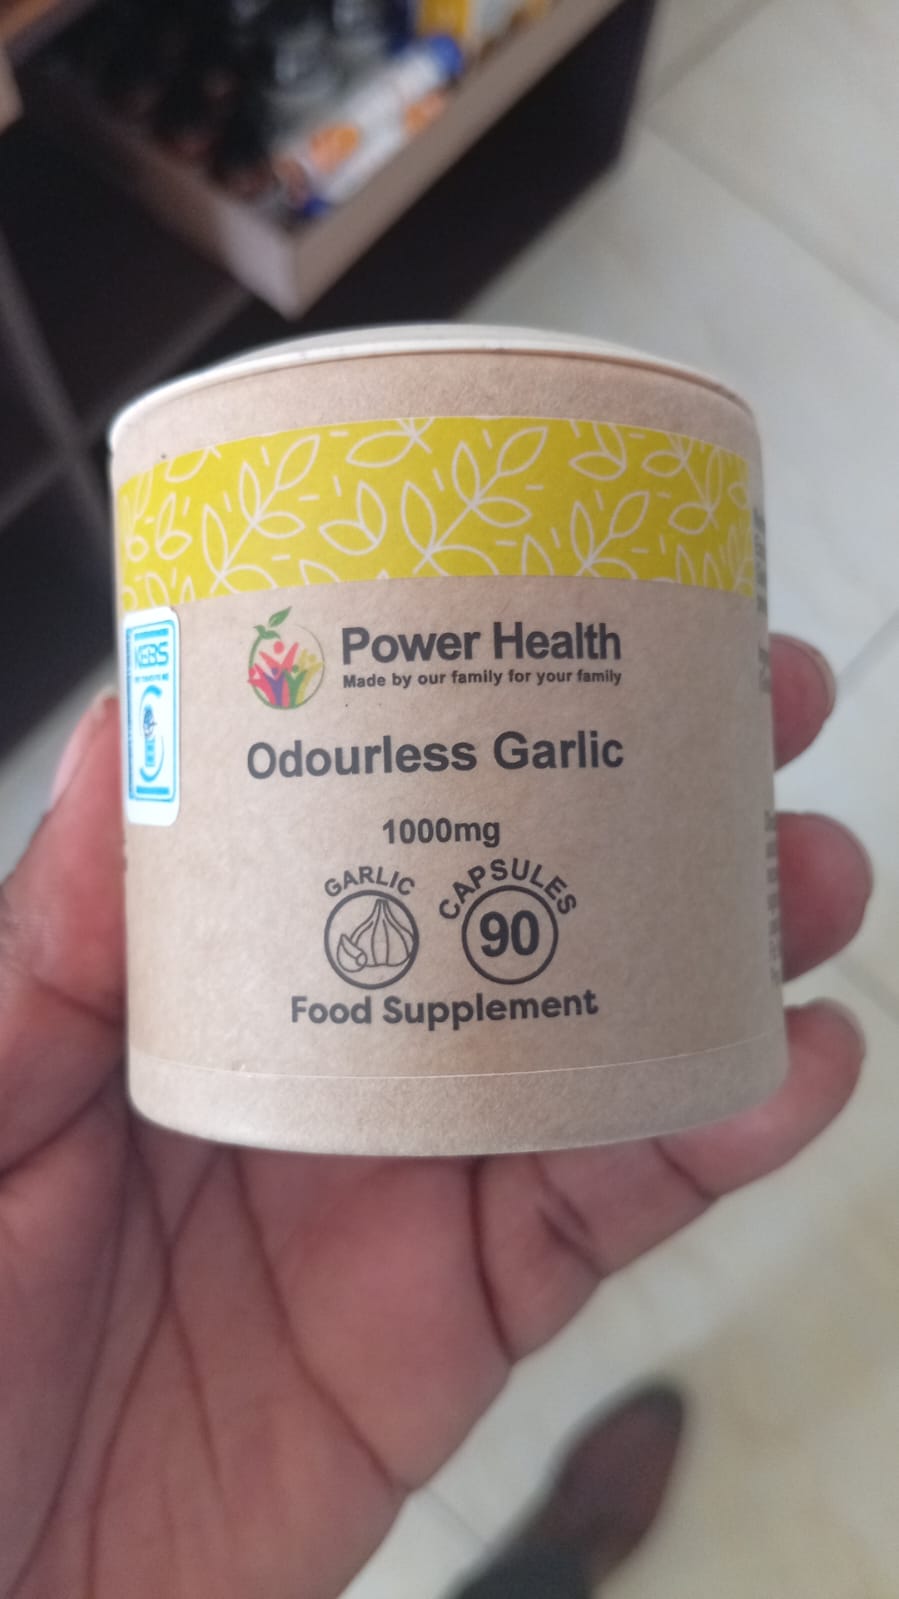 KEBS
Power Health
Made by our family for your family
Odourless Garlic
1000mg
GARLIC
CAPSULES
90
Food Supplement